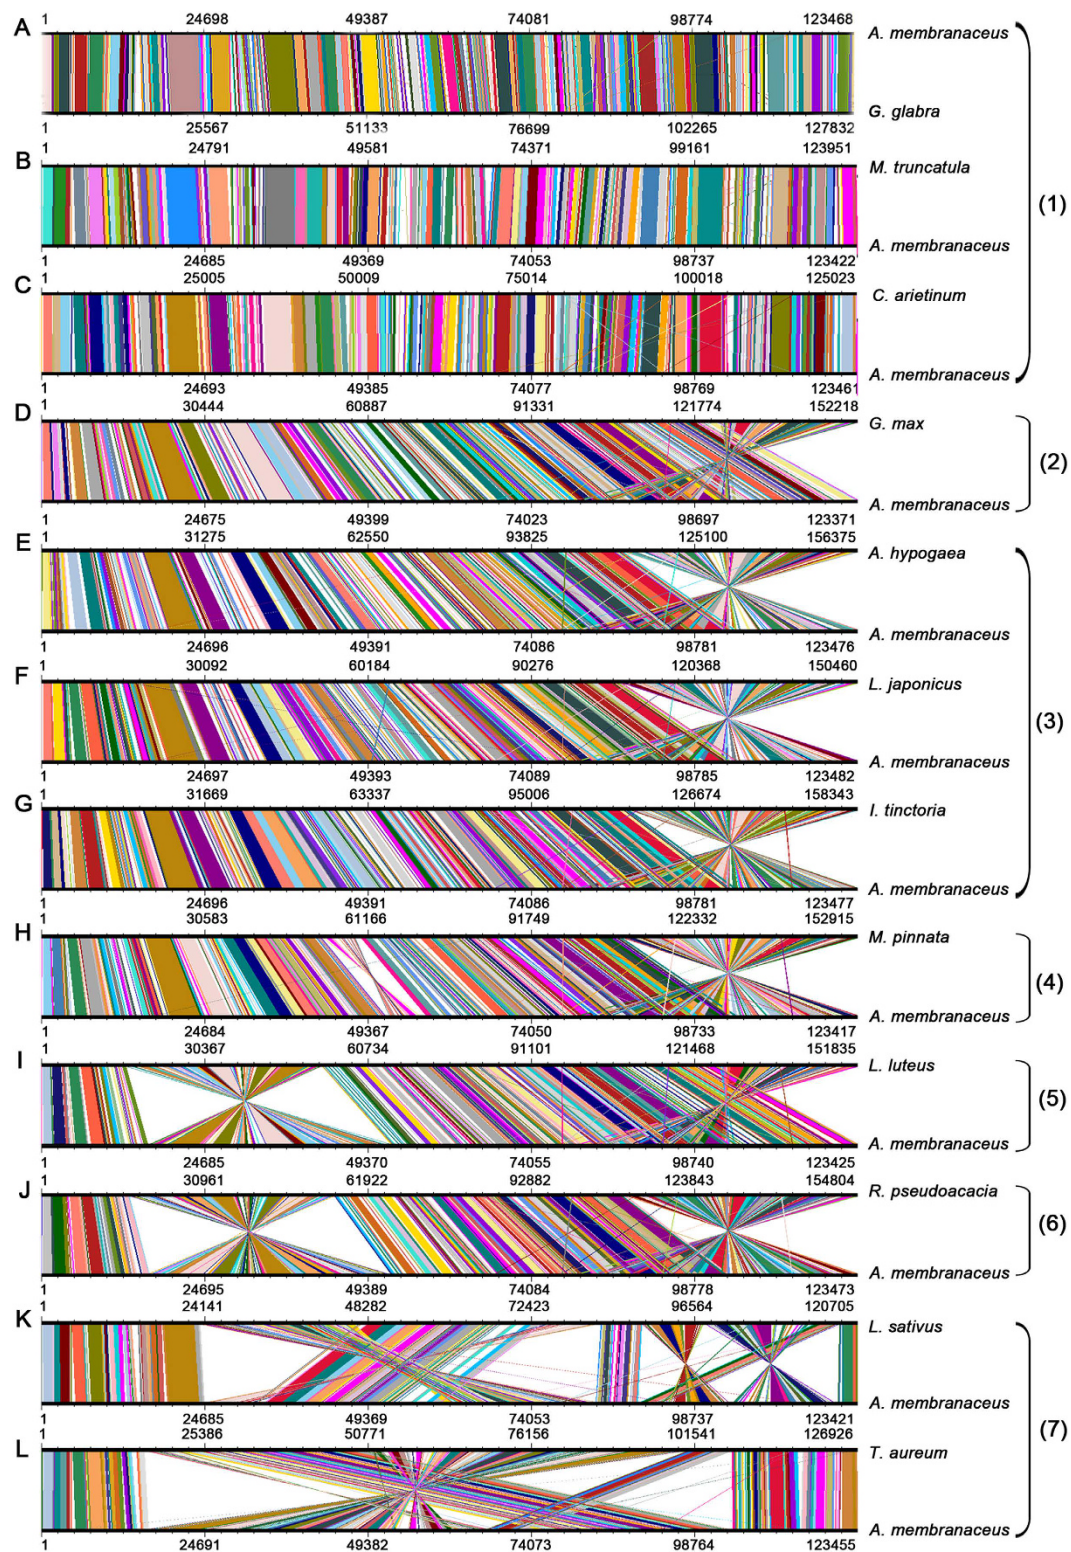 1 24698 49387 74081 98774 123468
A A. membranaceus
G. glabra
1 25567 51133 76699 102265 127832
1 24791 49581 74371 99161 123951
B M. truncatula
(1)
A. membranaceus
1 24685 49369 74053 98737 123422
1 25005 50009 75014 100018 125023
C C. arietinum
A. membranaceus
1 24693 49385 74077 98769 123461
1 30444 60887 91331 121774 152218
D G. max
(2)
A. membranaceus
1 24675 49399 74023 98697 123371
1 31275 62550 93825 125100 156375
E A. hypogaea
A. membranaceus
1 24696 49391 74086 98781 123476
1 30092 60184 90276 120368 150460
F L. japonicus
(3)
A. membranaceus
1 24697 49393 74089 98785 123482
1 31669 63337 95006 126674 158343
G I. tinctoria
A. membranaceus
1 24696 49391 74086 98781 123477
1 30583 61166 91749 122332 152915
H M. pinnata
(4)
A. membranaceus
1 24684 49367 74050 98733 123417
1 30367 60734 91101 121468 151835
I L. luteus
(5)
A. membranaceus
1 24685 49370 74055 98740 123425
1 30961 61922 92882 123843 154804
J R. pseudoacacia
(6)
A. membranaceus
1 24695 49389 74084 98778 123473
1 24141 48282 72423 96564 120705
K L. sativus
A. membranaceus
1 24685 49369 74053 98737 123421
(7)
1 25386 50771 76156 101541 126926
L T. aureum
A. membranaceus
1 24691 49382 74073 98764 123455